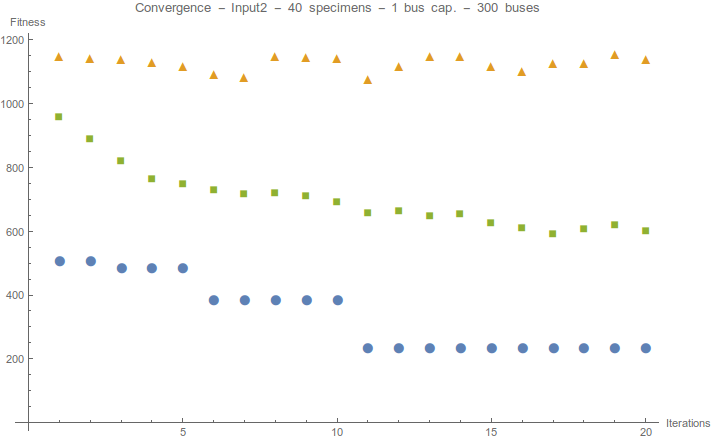 Convergence – Input2 – 40 specimens – 1 bus cap. – 300 buses
Fitness
1200
1000
800
600
400
200
5 10 15 20 Iterations